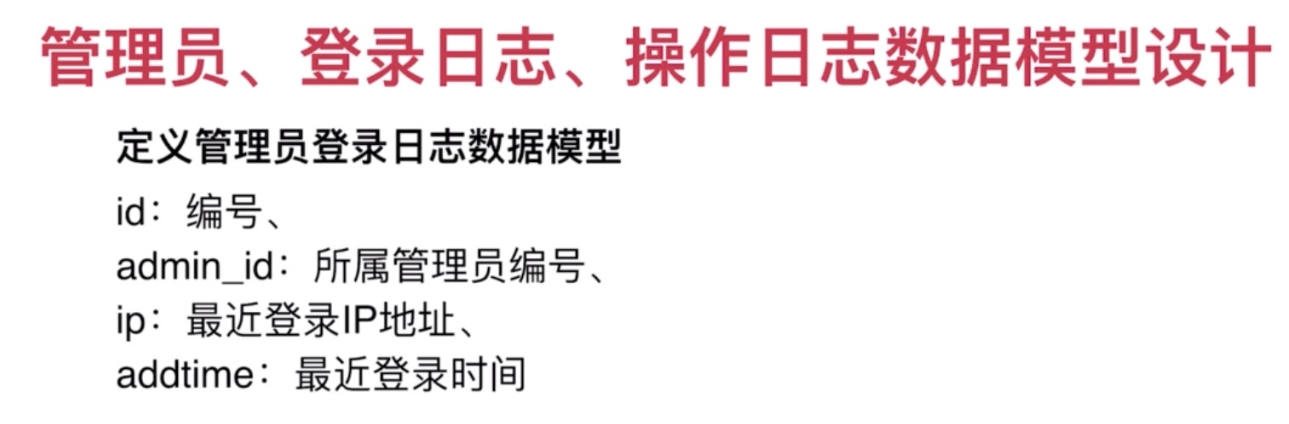 管理员、登录日志、操作日志数据模型设计
定义管理员登录日志数据模型
id：编号、
admin_id：所属管理员编号、
ip：最近登录IP地址、
addtime：最近登录时间